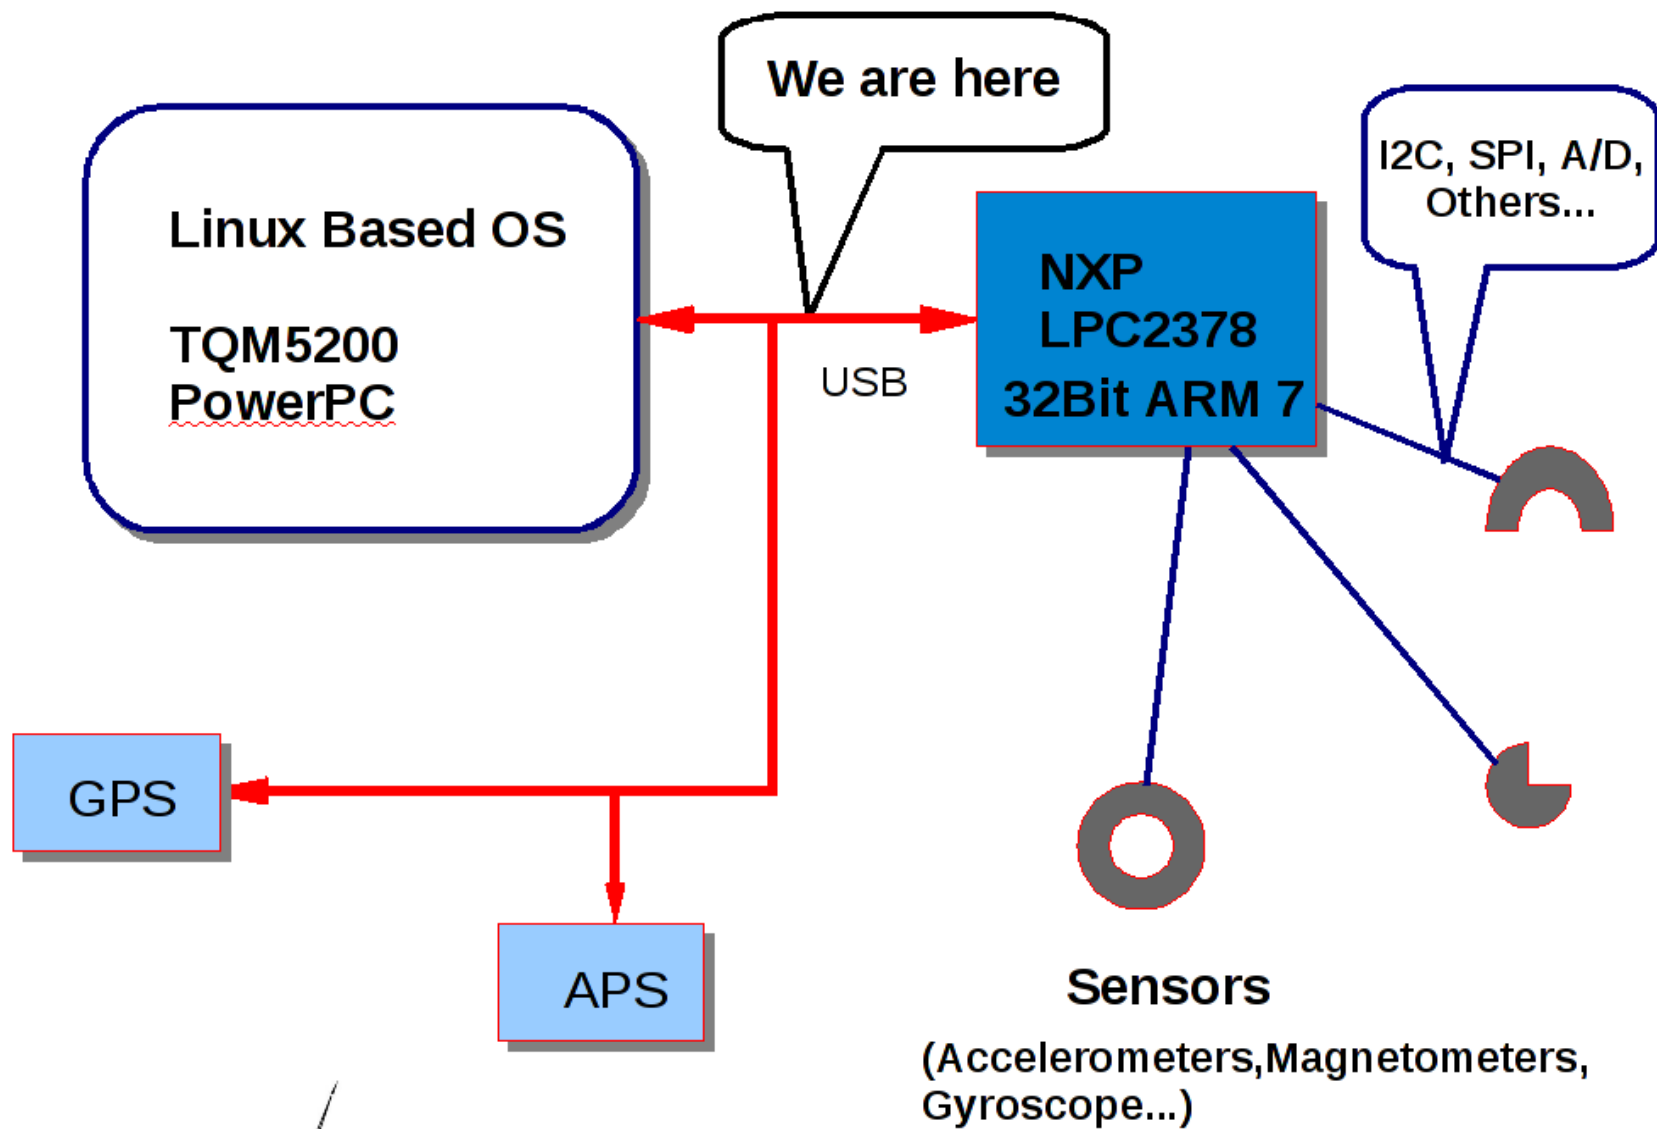 We are here
I2C, SPI, A/D,
Others...
Linux Based OS
TQM5200
PowerPC
NXP
LPC2378
32Bit ARM 7
USB
GPS
APS
Sensors
(Accelerometers,Magnetometers,
Gyroscope...)